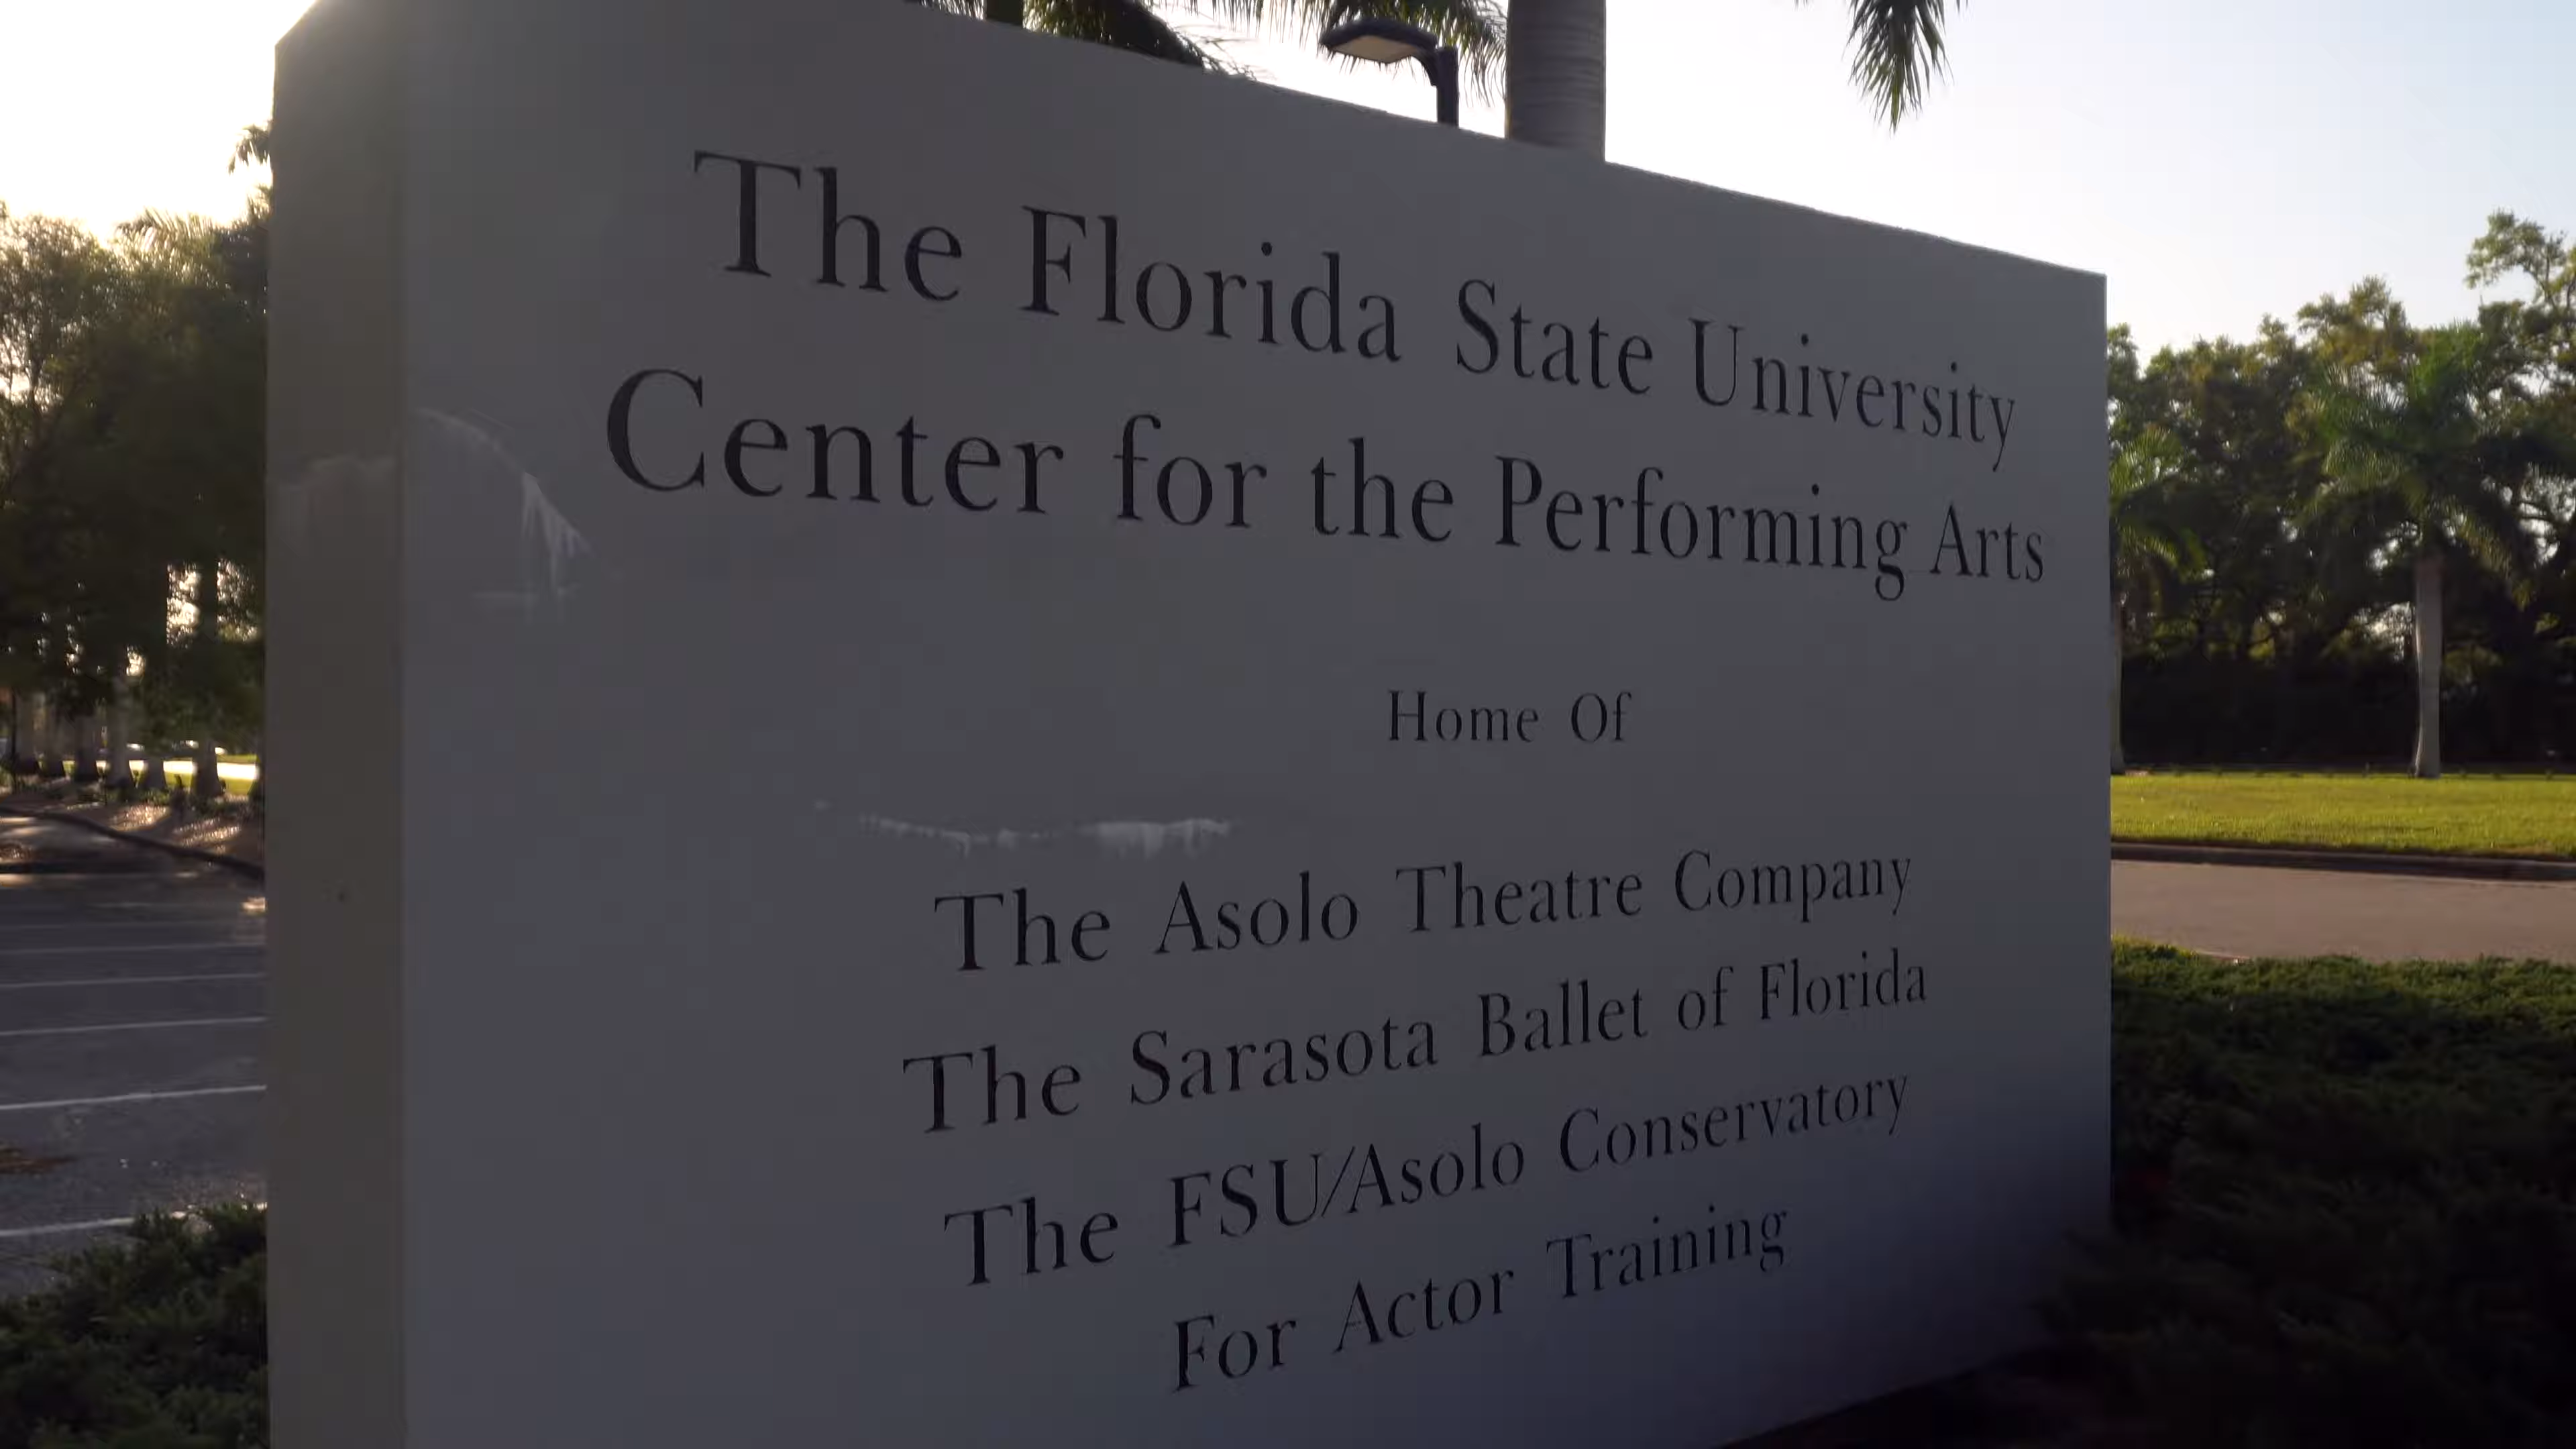 The Florida State University
Center for the Performing Arts
Home Of
The Asolo Theatre Company
The Sarasota Ballet of Florida
The FSU/Asolo Conservatory
For Actor Training